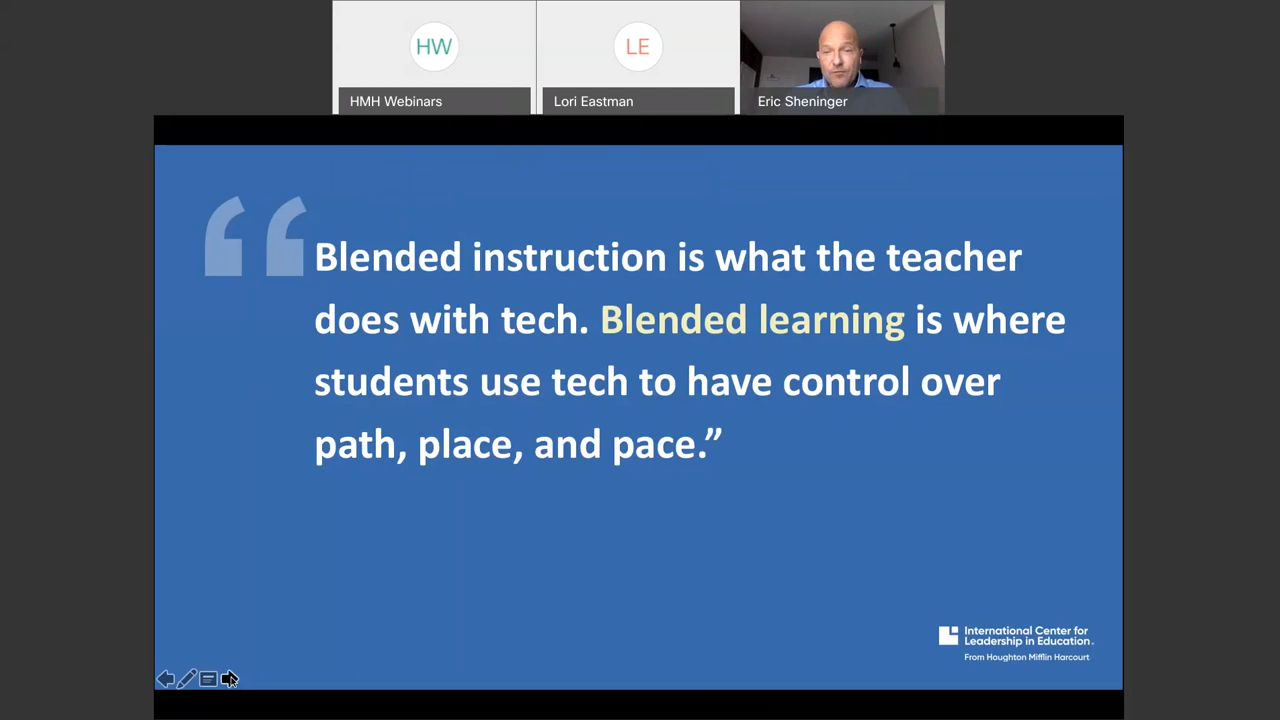 HW
LE
HMH Webinars
Lori Eastman
Eric Sheninger
“Blended instruction is what the teacher
does with tech. Blended learning is where
students use tech to have control over
path, place, and pace.”
International Center for
Leadership in Education.
From Houghton Mifflin Harcourt